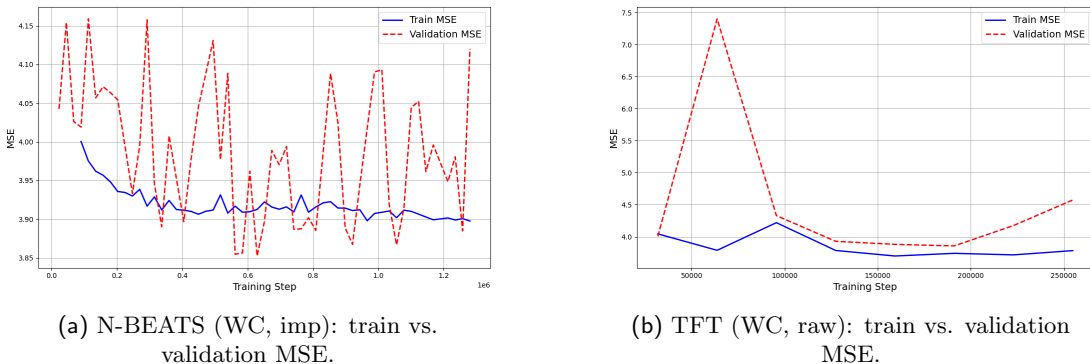 4.15
4.10
4.05
4.00
3.95
3.90
3.85
MSE
0.0
0.2
0.4
0.6
0.8
1.0
1.2
1e6
Training Step
Train MSE
Validation MSE
(a) N-BEATS (WC, imp): train vs.
validation MSE.
7.5
7.0
6.5
6.0
5.5
5.0
4.5
4.0
MSE
50000
100000
150000
200000
250000
Training Step
Train MSE
Validation MSE
(b) TFT (WC, raw): train vs. validation
MSE.